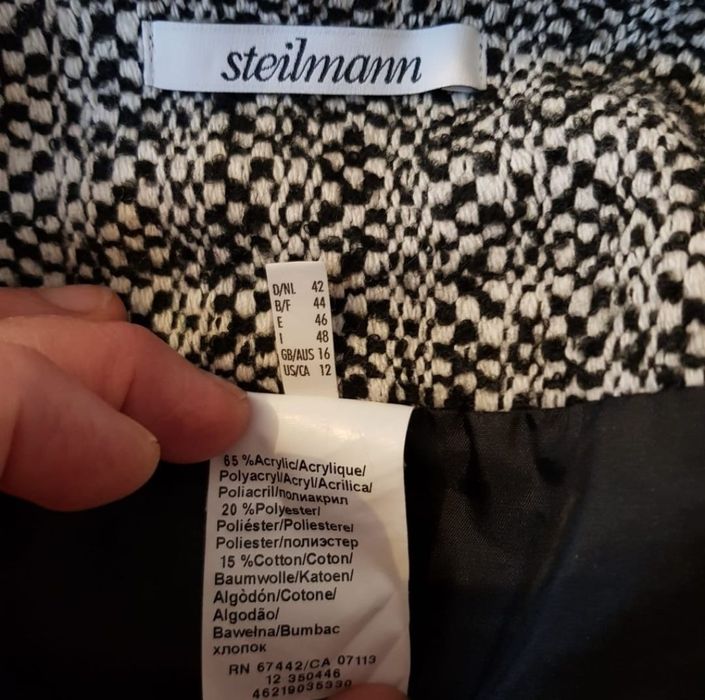 steilmann
D/NL 42
B/F 44
E 46
I 48
GB/AUS 16
US/CA 12
65 %Acrylic/Acrylique/
Polyacryl/Acryl/Acrilica/
Poliacril/полиакрил
20 %Polyester/
Poliéster/Poliestere/
Poliester/полиэстер
15 %Cotton/Coton/
Baumwolle/Katoen/
Algòdón/Cotone/
Algodão/
Bawełna/Bumbac
хлопок
RN 67442/CA 07113
12 350446
46219035330